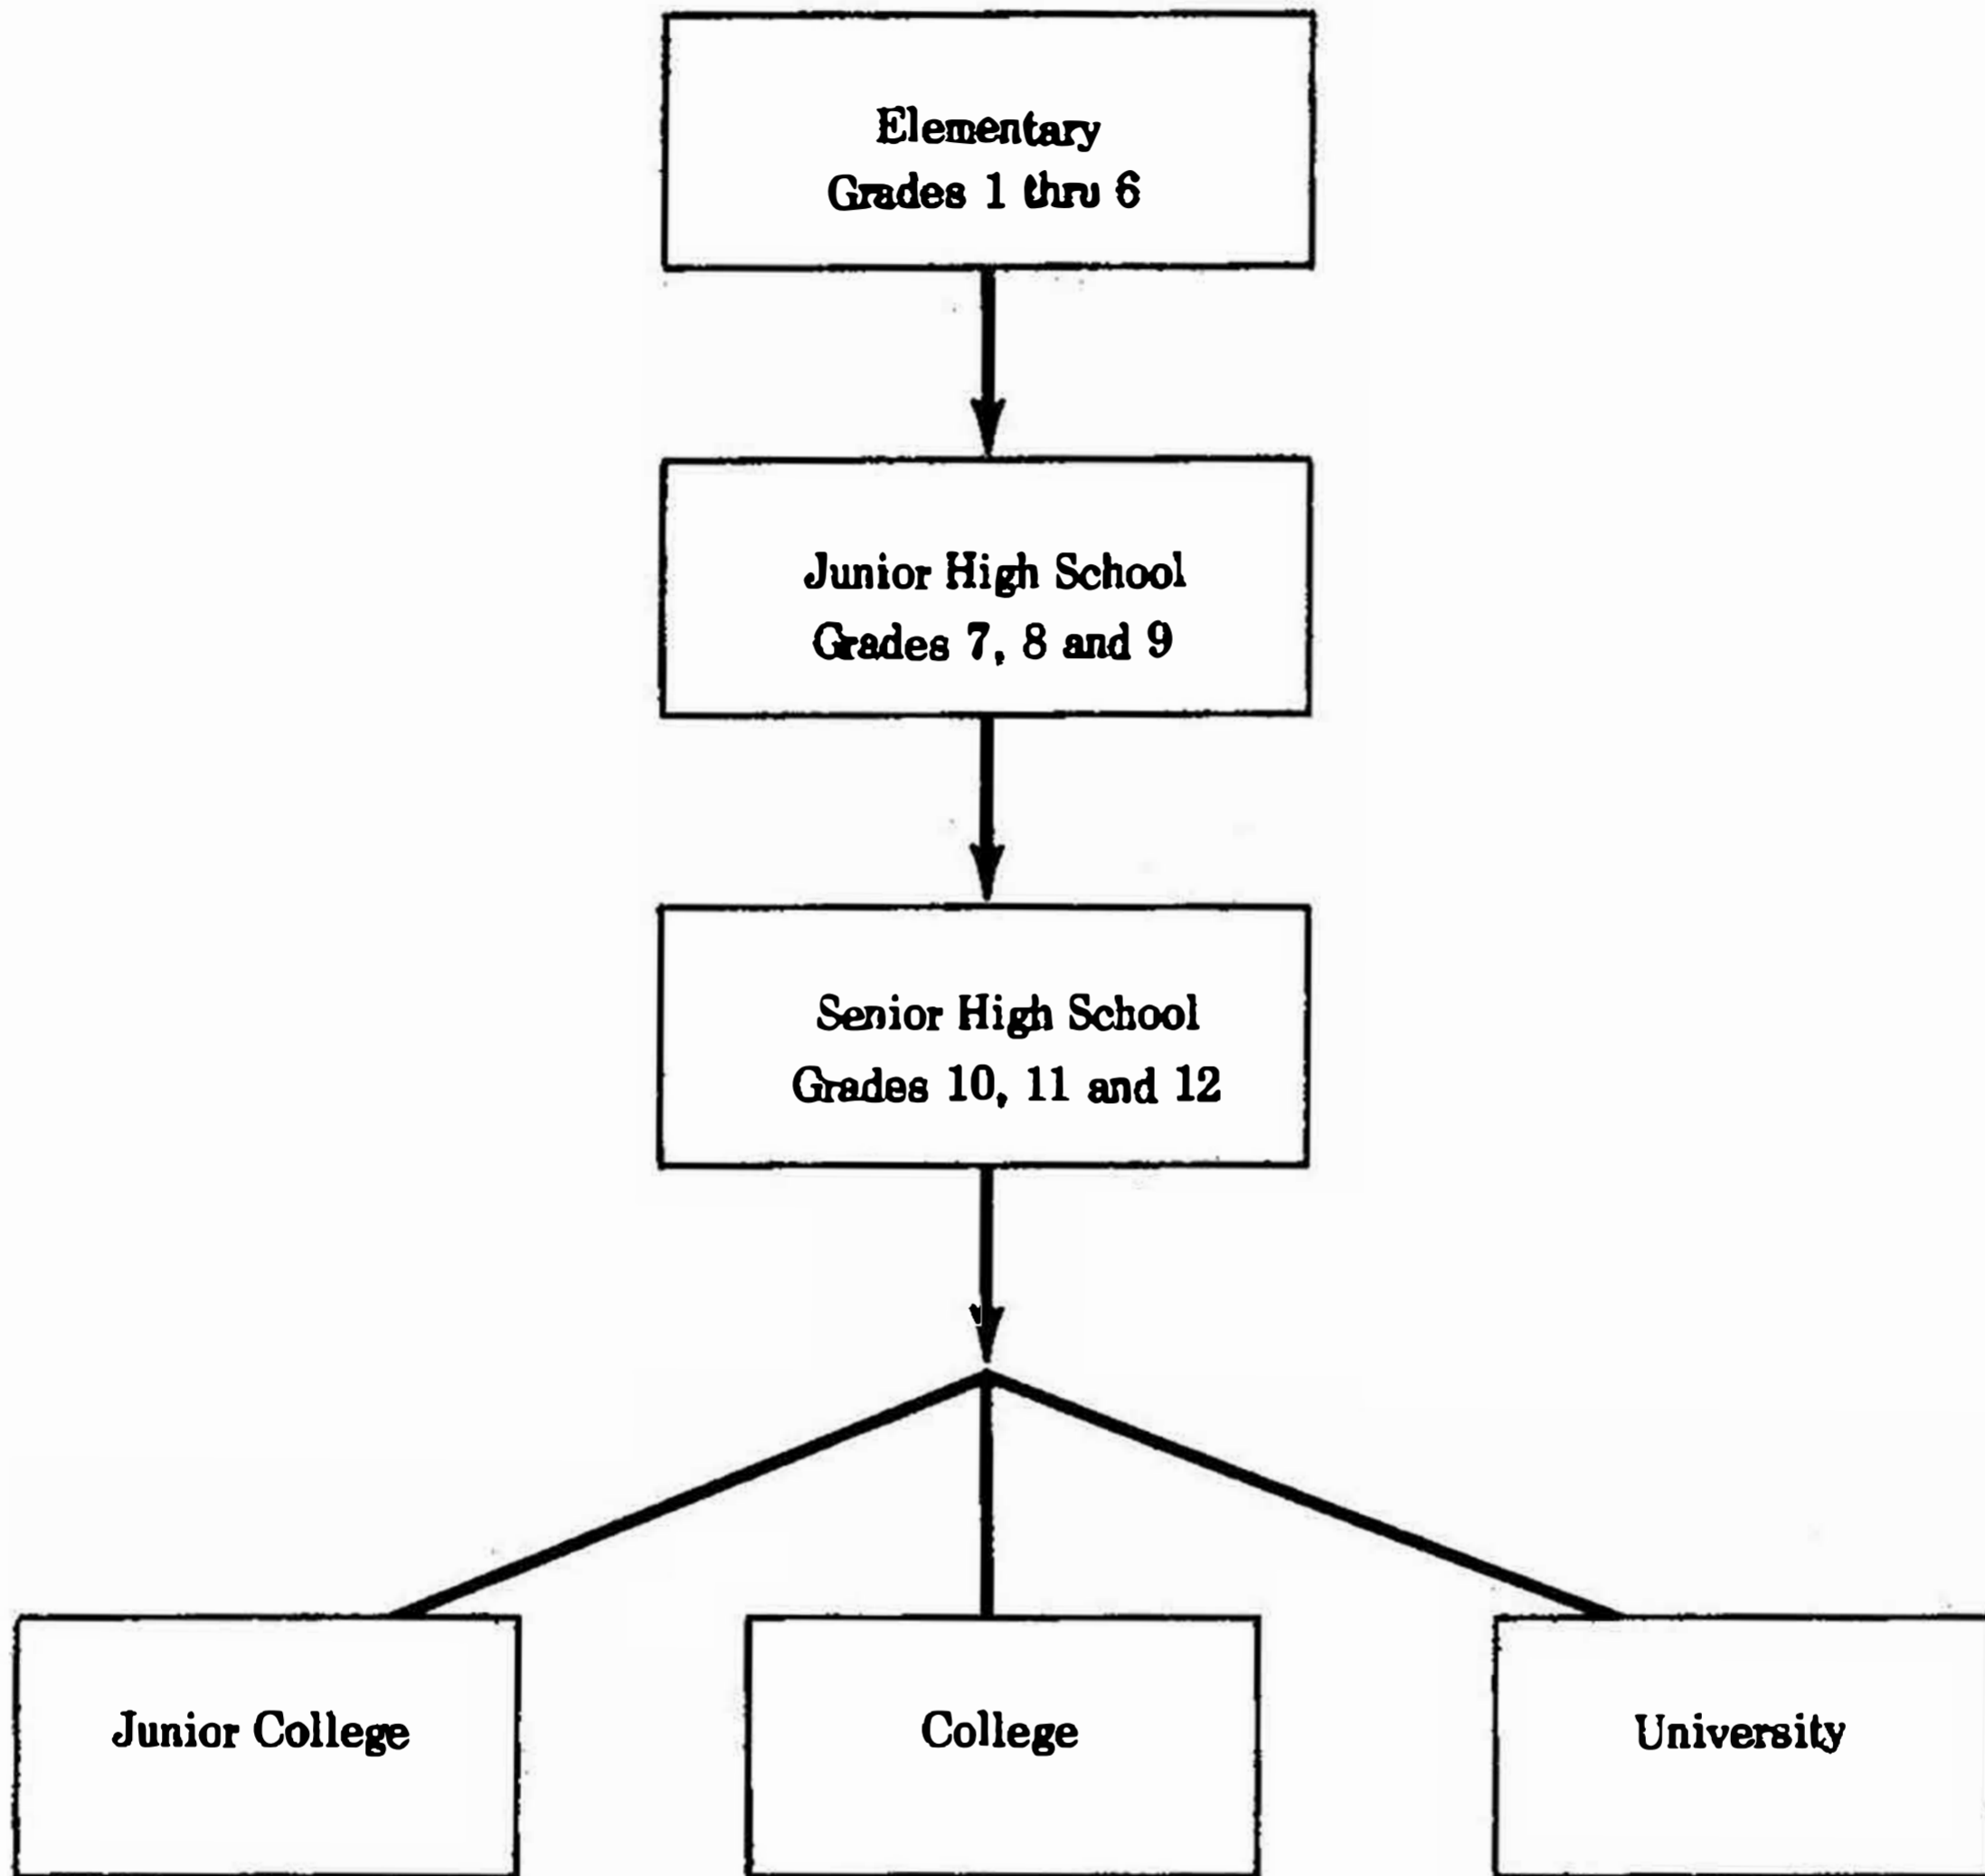 Elementary
Grades 1 thru 6
Junior High School
Grades 7, 8 and 9
Senior High School
Grades 10, 11 and 12
Junior College
College
University